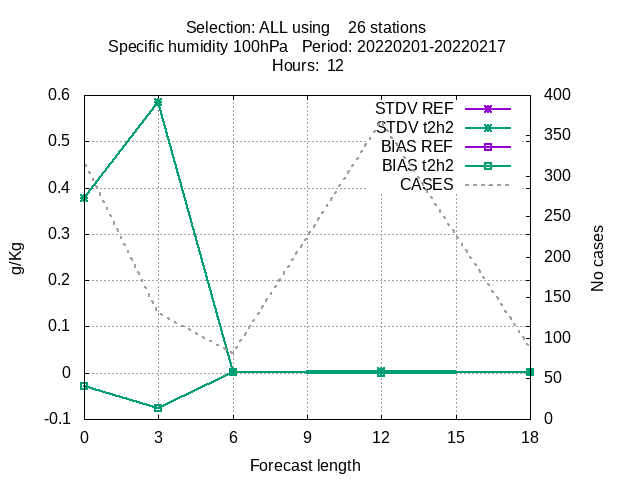 Selection: ALL using 26 stations
Specific humidity 100hPa Period: 20220201-20220217
Hours: 12
0.6
0.5
0.4
0.3
0.2
0.1
0
-0.1
400
350
300
250
200
150
100
50
0
STDV REF
STDV t2h2
BIAS REF
BIAS t2h2
CASES
g/Kg
No cases
0 3 6 9 12 15 18
Forecast length